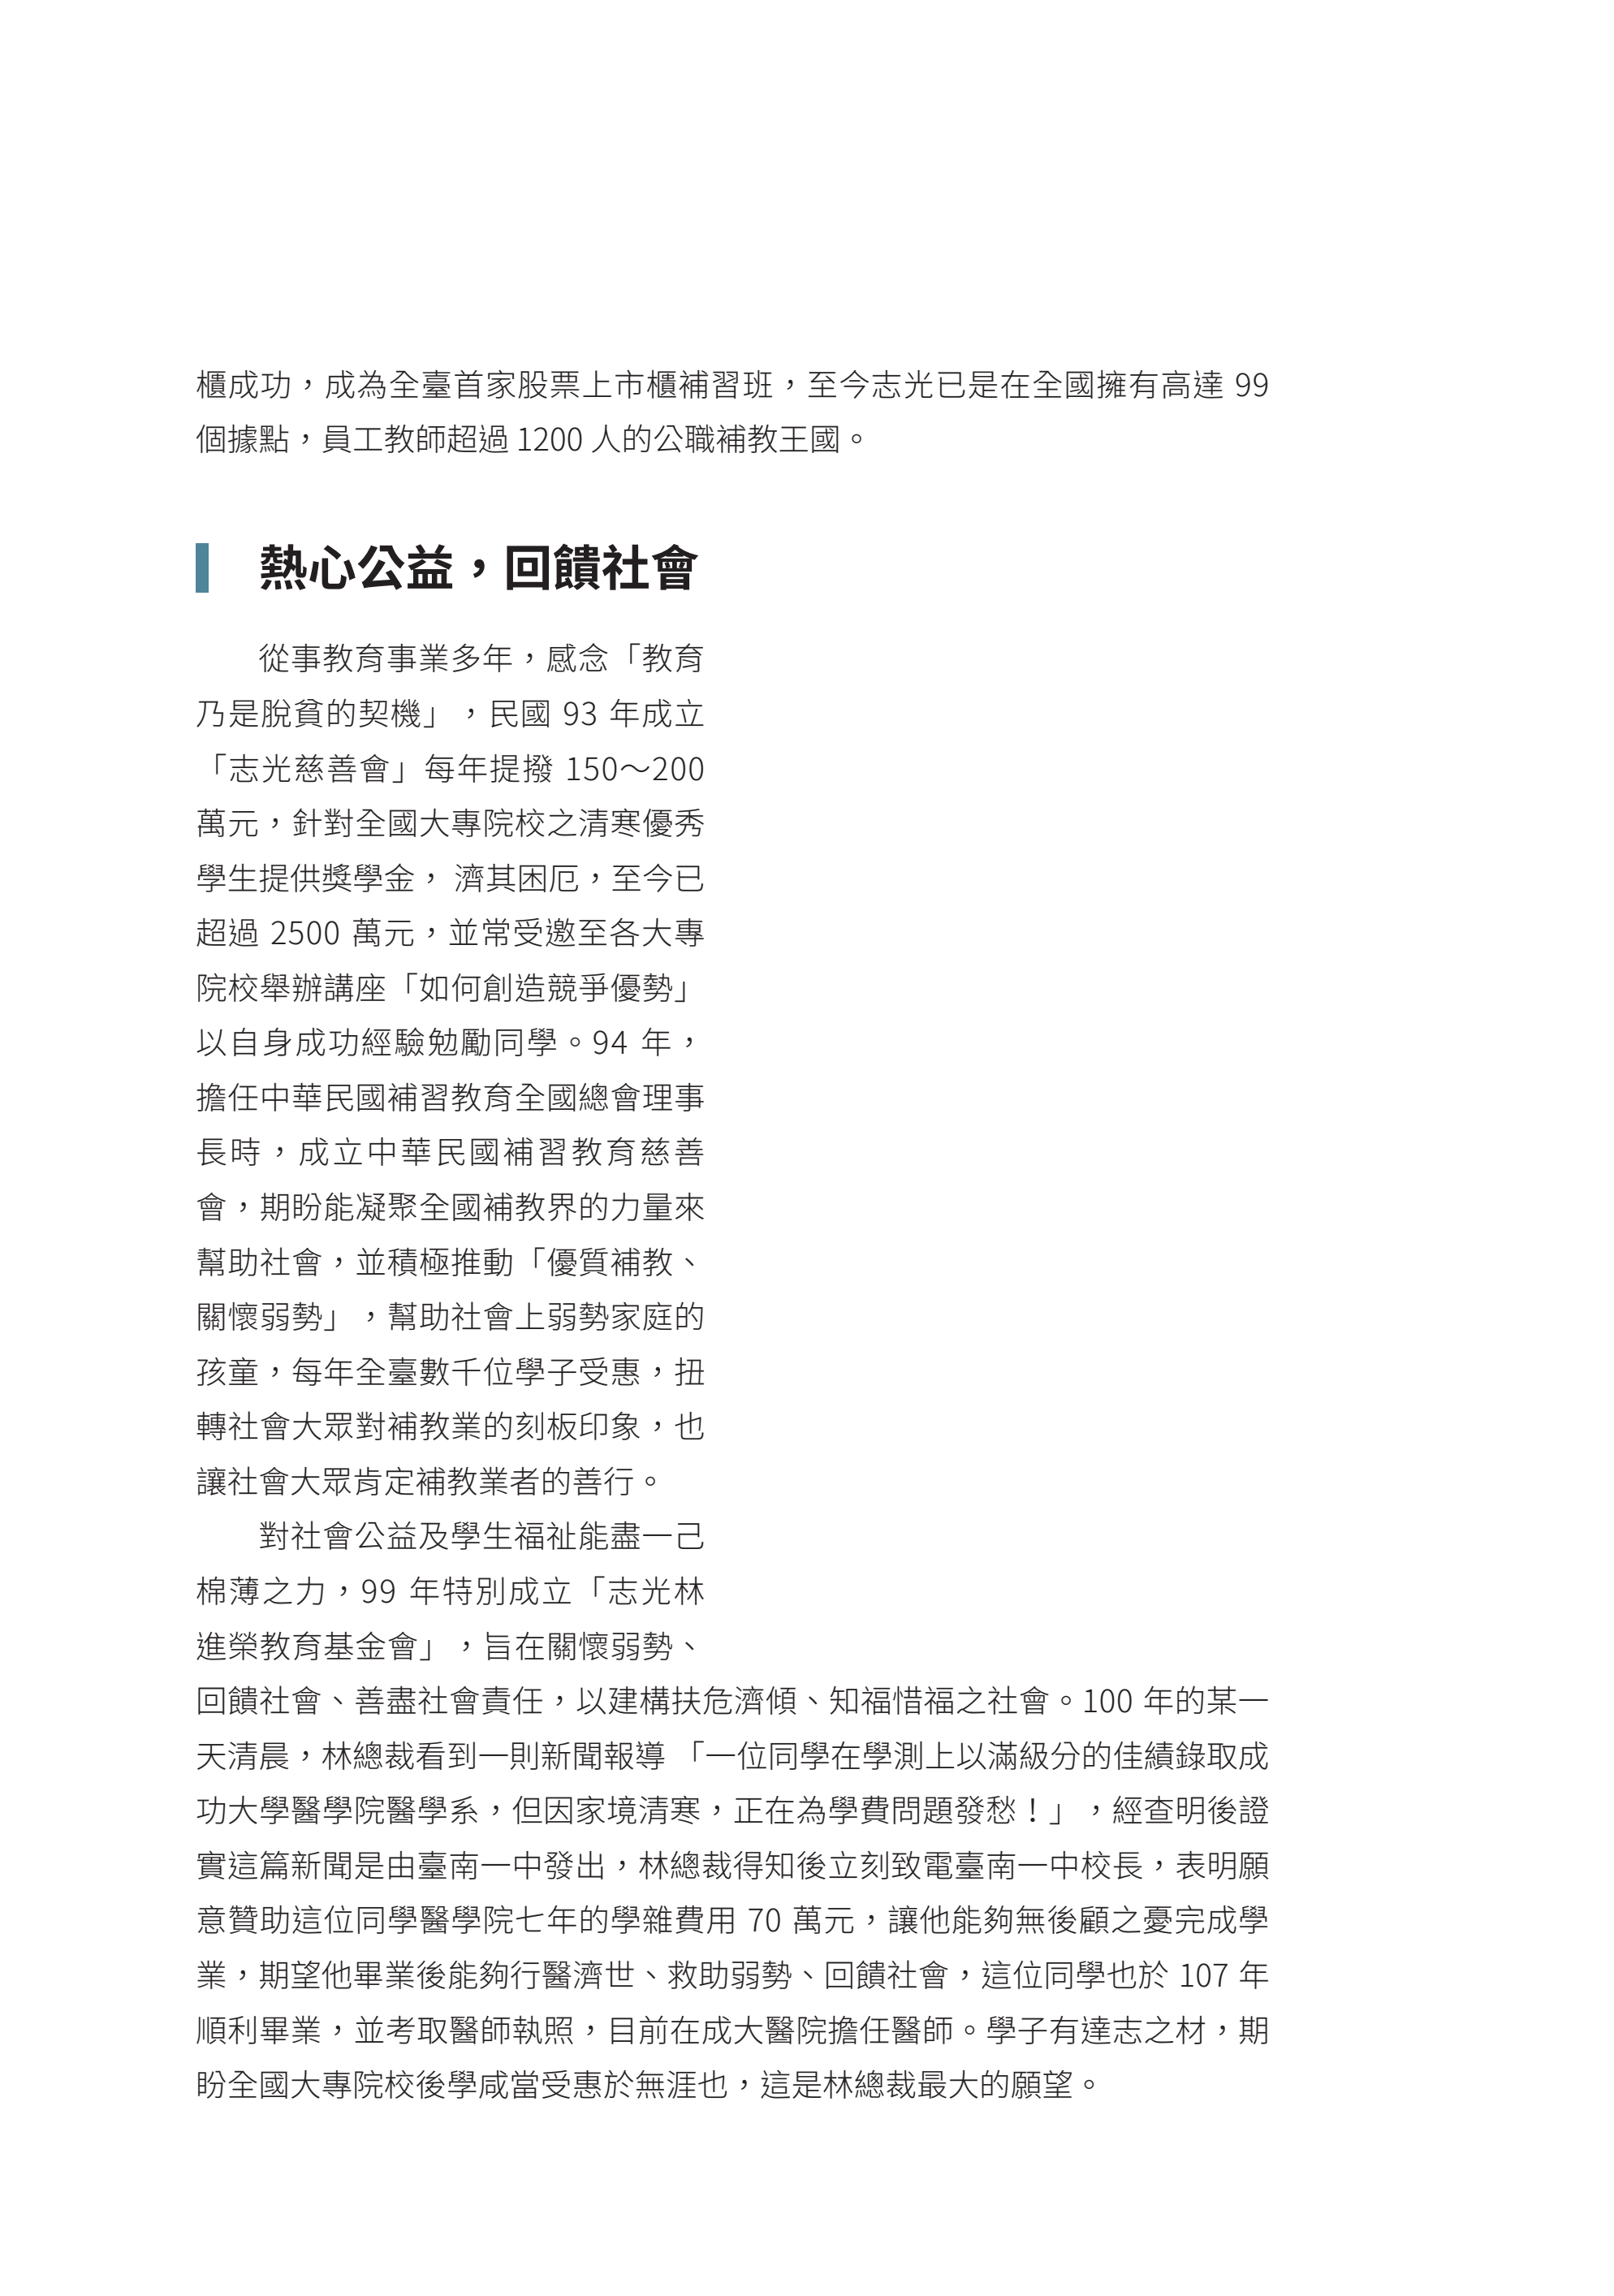 櫃成功，成為全臺首家股票上市櫃補習班，至今志光已是在全國擁有高達 99
個據點，員工教師超過 1200 人的公職補教王國。
熱心公益，回饋社會
從事教育事業多年，感念「教育
乃是脫貧的契機」，民國 93 年成立
「志光慈善會」每年提撥 150～200
萬元，針對全國大專院校之清寒優秀
學生提供獎學金， 濟其困厄，至今已
超過 2500 萬元，並常受邀至各大專
院校舉辦講座「如何創造競爭優勢」
以自身成功經驗勉勵同學。94 年，
擔任中華民國補習教育全國總會理事
長時，成立中華民國補習教育慈善
會，期盼能凝聚全國補教界的力量來
幫助社會，並積極推動「優質補教、
關懷弱勢」，幫助社會上弱勢家庭的
孩童，每年全臺數千位學子受惠，扭
轉社會大眾對補教業的刻板印象，也
讓社會大眾肯定補教業者的善行。
對社會公益及學生福祉能盡一己
棉薄之力，99 年特別成立「志光林
進榮教育基金會」，旨在關懷弱勢、
回饋社會、善盡社會責任，以建構扶危濟傾、知福惜福之社會。100 年的某一
天清晨，林總裁看到一則新聞報導 「一位同學在學測上以滿級分的佳績錄取成
功大學醫學院醫學系，但因家境清寒，正在為學費問題發愁！」，經查明後證
實這篇新聞是由臺南一中發出，林總裁得知後立刻致電臺南一中校長，表明願
意贊助這位同學醫學院七年的學雜費用 70 萬元，讓他能夠無後顧之憂完成學
業，期望他畢業後能夠行醫濟世、救助弱勢、回饋社會，這位同學也於 107 年
順利畢業，並考取醫師執照，目前在成大醫院擔任醫師。學子有達志之材，期
盼全國大專院校後學咸當受惠於無涯也，這是林總裁最大的願望。